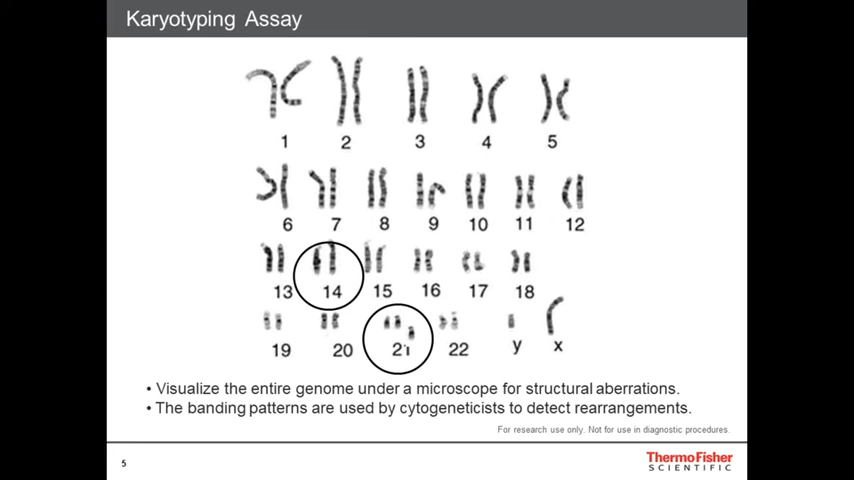 Karyotyping Assay
1 2 3 4 5
6 7 8 9 10 11 12
13 14 15 16 17 18
19 20 21 22 y x
• Visualize the entire genome under a microscope for structural aberrations.
• The banding patterns are used by cytogeneticists to detect rearrangements.
For research use only. Not for use in diagnostic procedures.
5
ThermoFisher
SCIENTIFIC